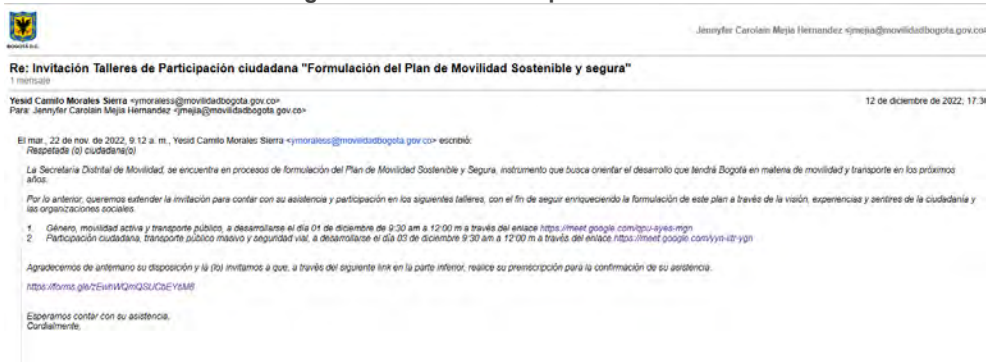 BOGOTÁ D.C.
Jennyfer Carolain Mejia Hernandez <jmejia@movilidadbogota.gov.co>
Re: Invitación Talleres de Participación ciudadana "Formulación del Plan de Movilidad Sostenible y segura"
1 mensaje
Yesid Camilo Morales Sierra <ymoraless@movilidadbogota.gov.co>
12 de diciembre de 2022, 17:36
Para: Jennyfer Carolain Mejia Hernandez <jmejia@movilidadbogota.gov.co>
El mar., 22 de nov. de 2022, 9:12 a. m., Yesid Camilo Morales Sierra <ymoraless@movilidadbogota.gov.co> escribió:
Respetada (o) ciudadana(o)
La Secretaría Distrital de Movilidad, se encuentra en procesos de formulación del Plan de Movilidad Sostenible y Segura, instrumento que busca orientar el desarrollo que tendrá Bogotá en materia de movilidad y transporte en los próximos
años.
Por lo anterior, queremos extender la invitación para contar con su asistencia y participación en los siguientes talleres, con el fin de seguir enriqueciendo la formulación de este plan a través de la visión, experiencias y sentires de la ciudadanía y
las organizaciones sociales.
1. Género, movilidad activa y transporte público, a desarrollarse el día 01 de diciembre de 9:30 am a 12:00 m a través del enlace https://meet.google.com/qpu-ayes-mgn
2. Participación ciudadana, transporte público masivo y seguridad vial, a desarrollarse el día 03 de diciembre 9:30 am a 12:00 m a través del enlace
Agradecemos de antemano su disposición y la (lo) invitamos a que, a través del siguiente link en la parte inferior, realice su preinscripción para la confirmación de su asistencia.
Esperamos contar con su asistencia.
Cordialmente,